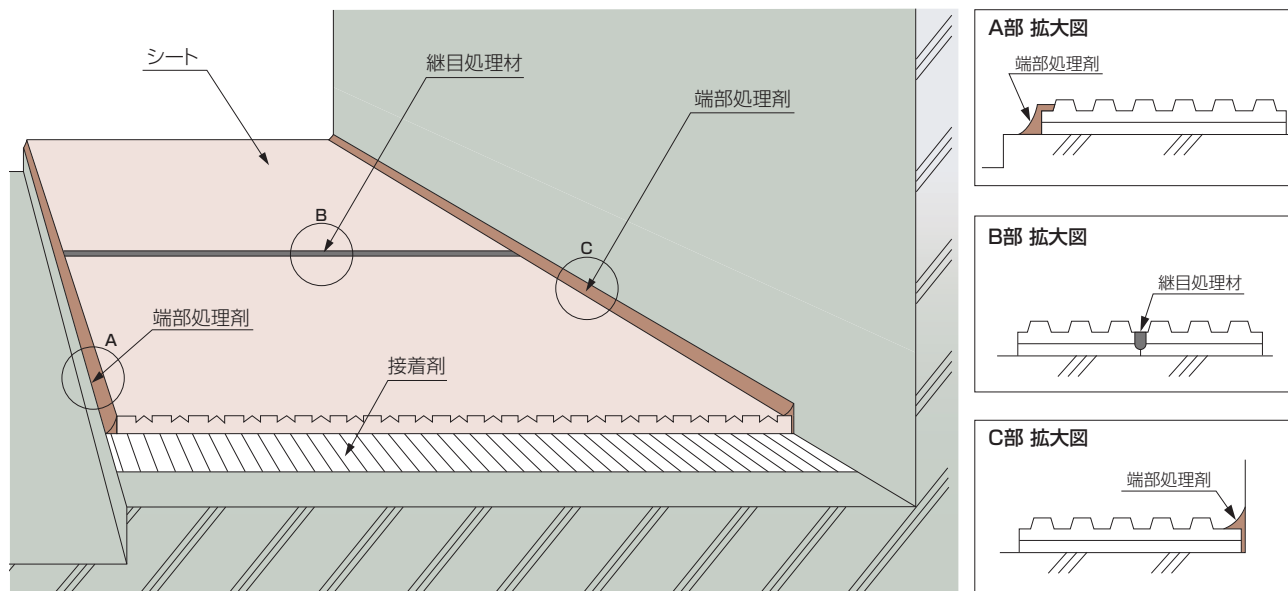 シート
継目処理材
端部処理剤
B
C
端部処理剤
A
接着剤
A部 拡大図
端部処理剤
B部 拡大図
継目処理材
C部 拡大図
端部処理剤